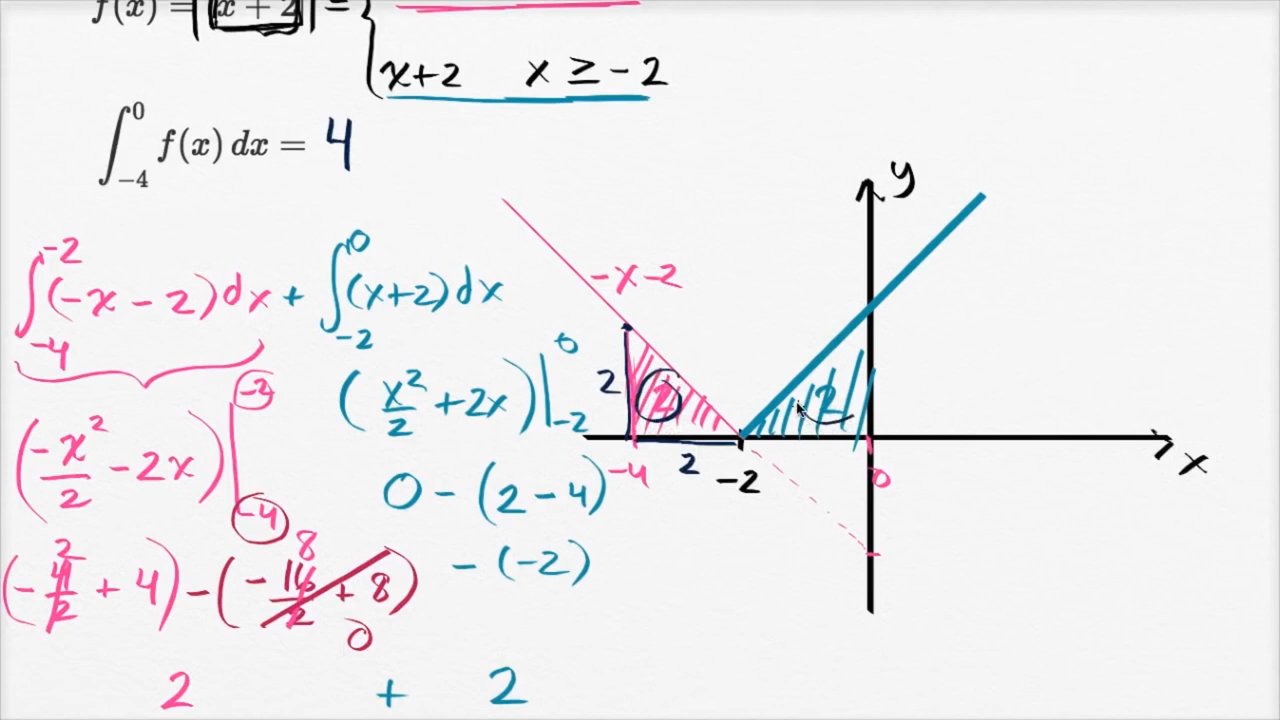 f(x) = |x + 2| = {
x+2 x ≥ -2
∫_{-4}^{0} f(x) dx = 4
y
∫_{-4}^{-2} (-x - 2) dx + ∫_{-2}^{0} (x+2) dx
-x-2
(-x²/2 - 2x) |_{-4}^{-2}
(x²/2 + 2x) |_{-2}^{0}
2 2 2
-4 2 -2 0 x
0 - (2 - 4)
- (-2)
2 8
(-4/2 + 4) - (-16/2 + 8)
0
2 + 2